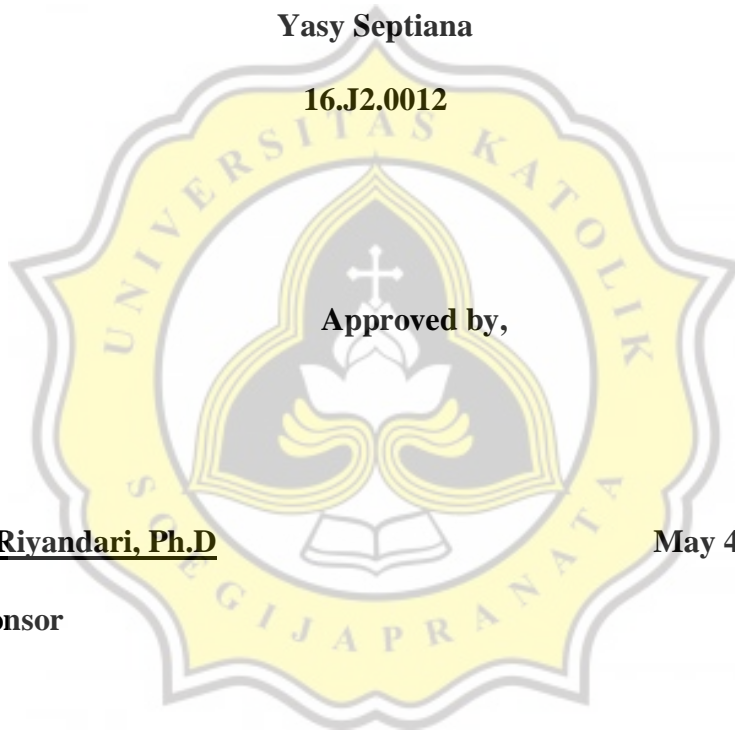 Yasy Septiana
16.J2.0012
UNIVERSITAS KATOLIK
Approved by,
Riyandari, Ph.D
May 4
onsor
SOEGIJAPRANATA